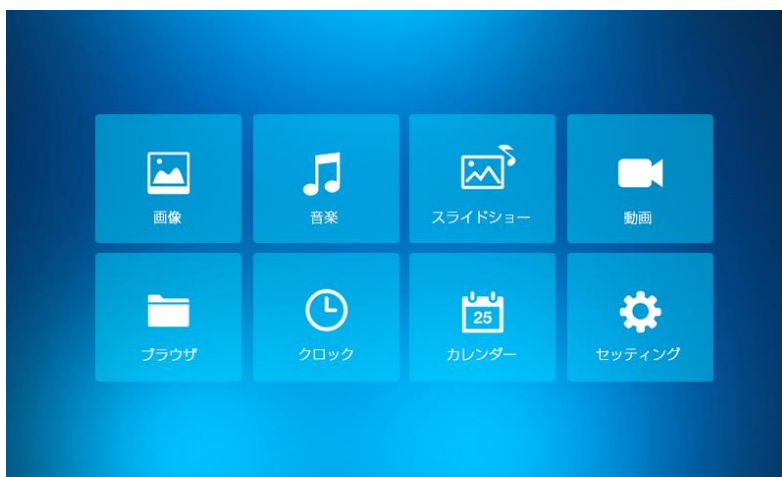 画像
音楽
スライドショー
動画
ブラウザ
クロック
25
カレンダー
セッティング